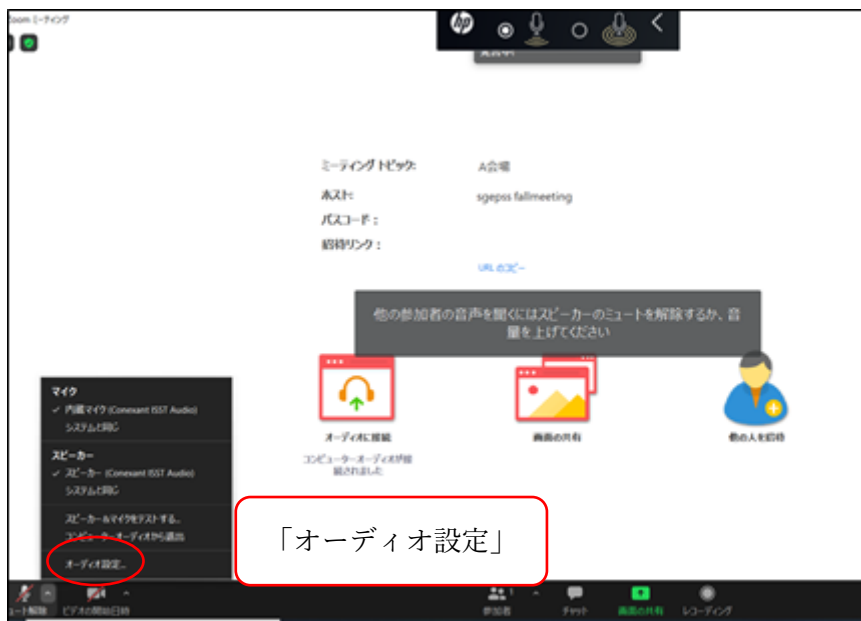 Zoom ミーティング
hp
ミーティング トピック:
A会場
ホスト:
sgepss fallmeeting
パスコード :
招待リンク :
URL のコピー
他の参加者の音声を聞くにはスピーカーのミュートを解除するか、音
量を上げてください
マイク
✓ 内蔵マイク (Conexant ISST Audio)
システムと同じ
スピーカー
✓ スピーカー (Conexant ISST Audio)
システムと同じ
スピーカー&マイクをテストする...
コンピューターオーディオから退出
オーディオ設定...
オーディオに接続
コンピューターオーディオが接
続されました
画面の共有
他の人を招待
「オーディオ設定」
ュート解除
ビデオの開始日時
1
参加者
チャット
画面の共有
レコーディング